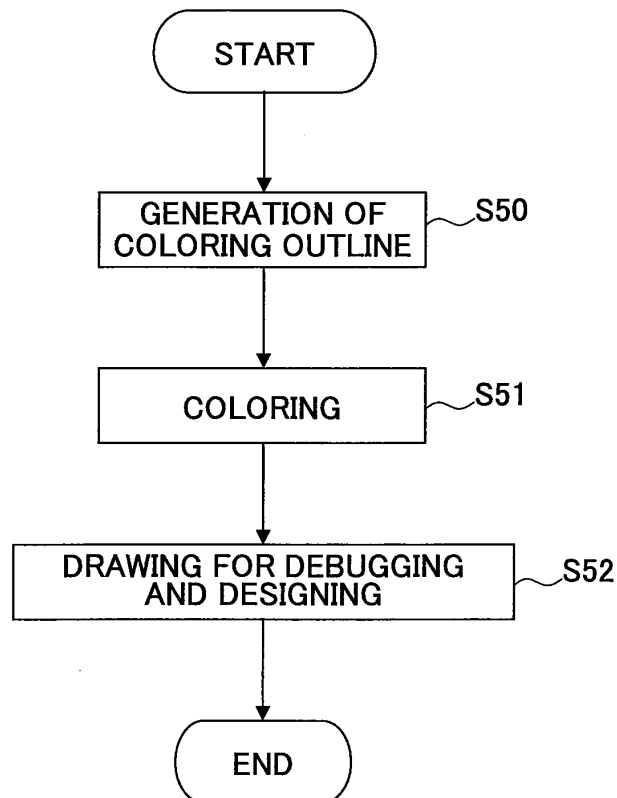 START
GENERATION OF
COLORING OUTLINE
S50
COLORING
S51
DRAWING FOR DEBUGGING
AND DESIGNING
S52
END